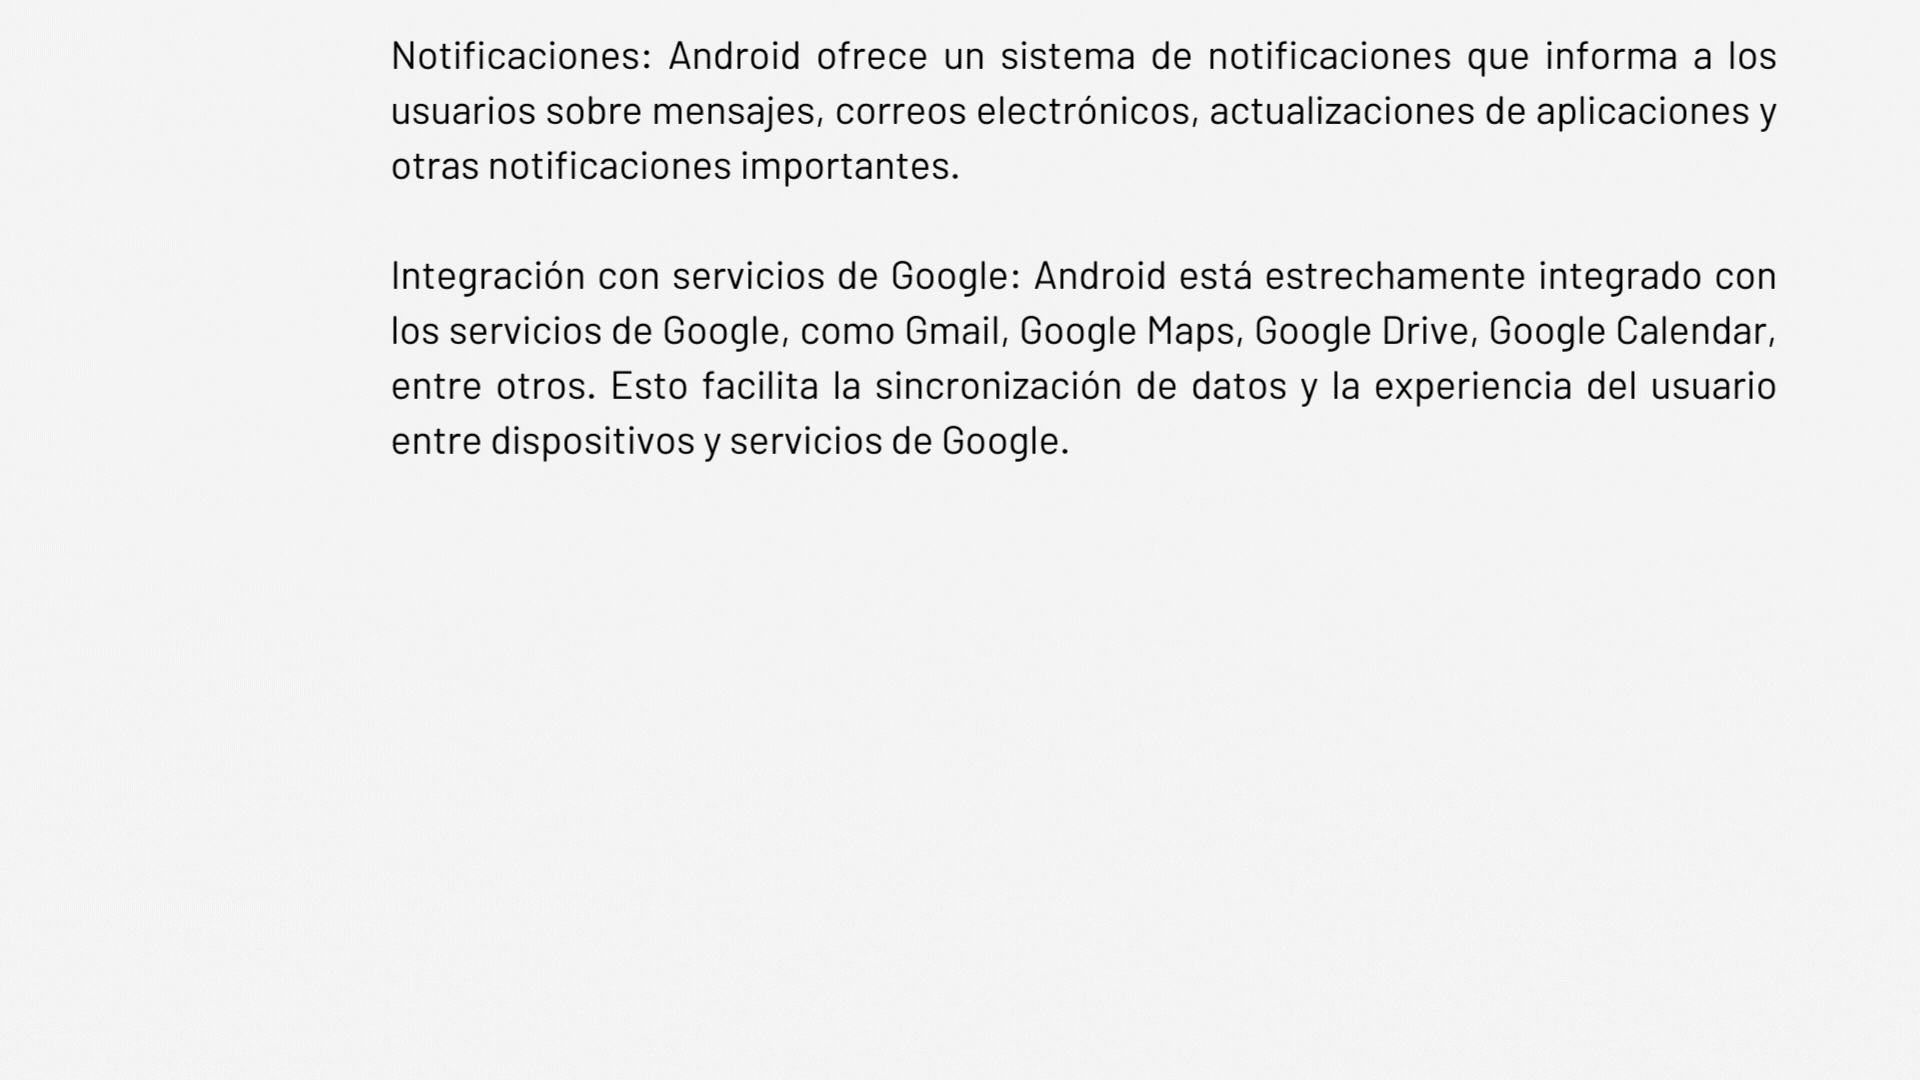 Notificaciones: Android ofrece un sistema de notificaciones que informa a los
usuarios sobre mensajes, correos electrónicos, actualizaciones de aplicaciones y
otras notificaciones importantes.
Integración con servicios de Google: Android está estrechamente integrado con
los servicios de Google, como Gmail, Google Maps, Google Drive, Google Calendar,
entre otros. Esto facilita la sincronización de datos y la experiencia del usuario
entre dispositivos y servicios de Google.